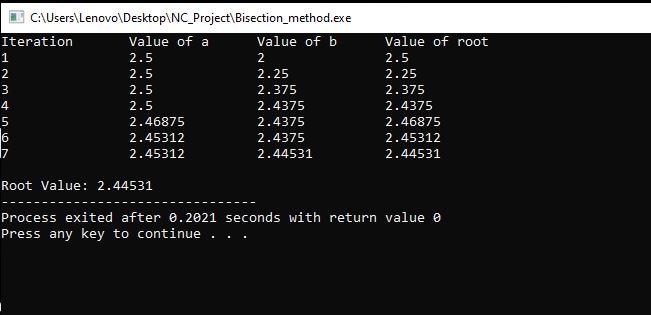 C:\Users\Lenovo\Desktop\NC_Project\Bisection_method.exe
Iteration Value of a Value of b Value of root
1 2.5 2 2.5
2 2.5 2.25 2.25
3 2.5 2.375 2.375
4 2.5 2.4375 2.4375
5 2.46875 2.4375 2.46875
6 2.45312 2.4375 2.45312
7 2.45312 2.44531 2.44531
Root Value: 2.44531
--------------------------------
Process exited after 0.2021 seconds with return value 0
Press any key to continue . . .